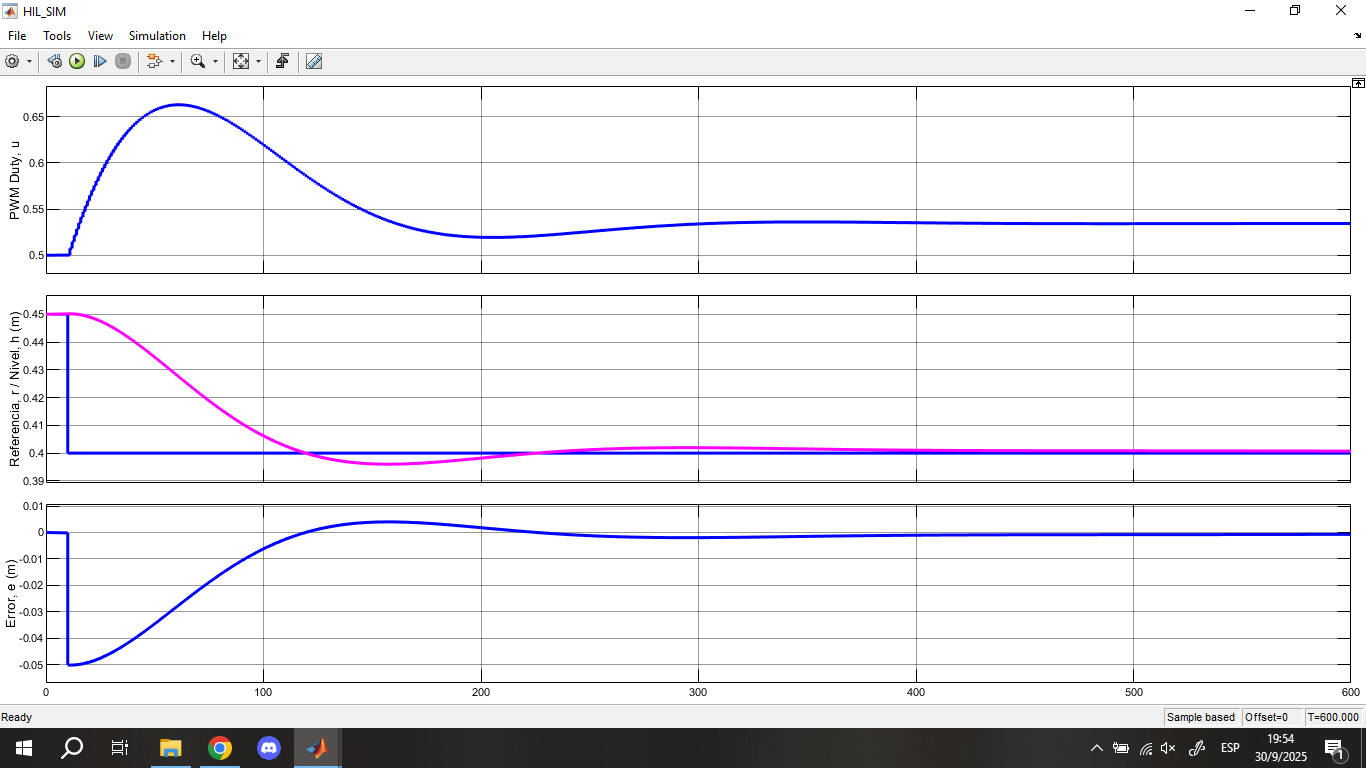 HIL_SIM
File Tools View Simulation Help
PWM Duty, u
0.65
0.6
0.55
0.5
Referencia, r / Nivel, h (m)
0.45
0.44
0.43
0.42
0.41
0.4
0.39
Error, e (m)
0.01
0
-0.01
-0.02
-0.03
-0.04
-0.05
0 100 200 300 400 500 600
Ready Sample based Offset=0 T=600.000
ESP 19:54
30/9/2025 1